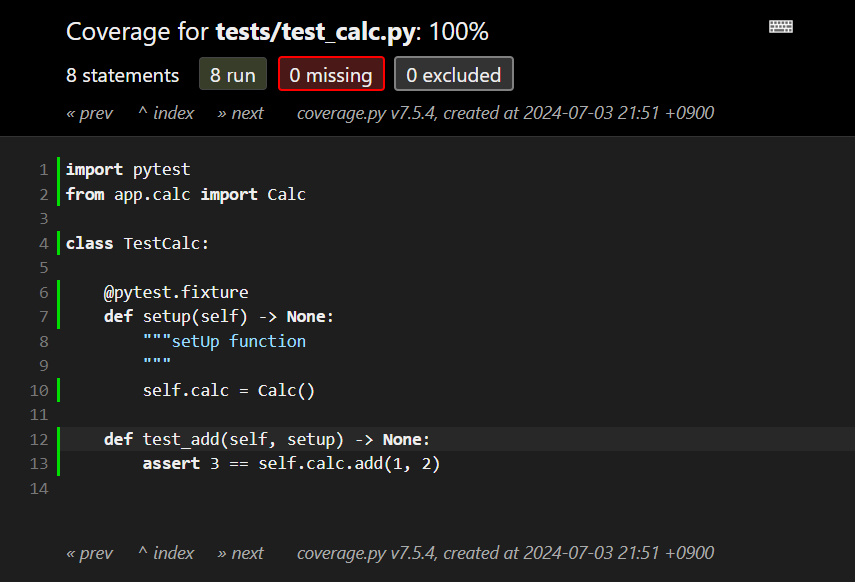 Coverage for tests/test_calc.py: 100%
8 statements 8 run 0 missing 0 excluded
« prev ^ index » next coverage.py v7.5.4, created at 2024-07-03 21:51 +0900
1 import pytest
2 from app.calc import Calc
3
4 class TestCalc:
5
6     @pytest.fixture
7     def setup(self) -> None:
8         """setUp function
9         """
10         self.calc = Calc()
11
12     def test_add(self, setup) -> None:
13         assert 3 == self.calc.add(1, 2)
14
« prev ^ index » next coverage.py v7.5.4, created at 2024-07-03 21:51 +0900